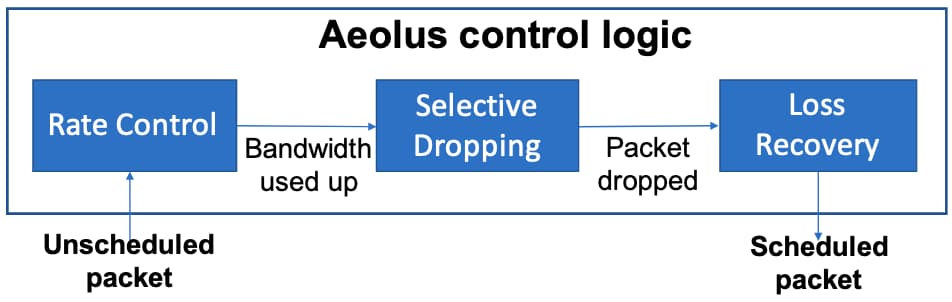 Aeolus control logic
Rate Control
Bandwidth
used up
Selective
Dropping
Packet
dropped
Loss
Recovery
Unscheduled
packet
Scheduled
packet